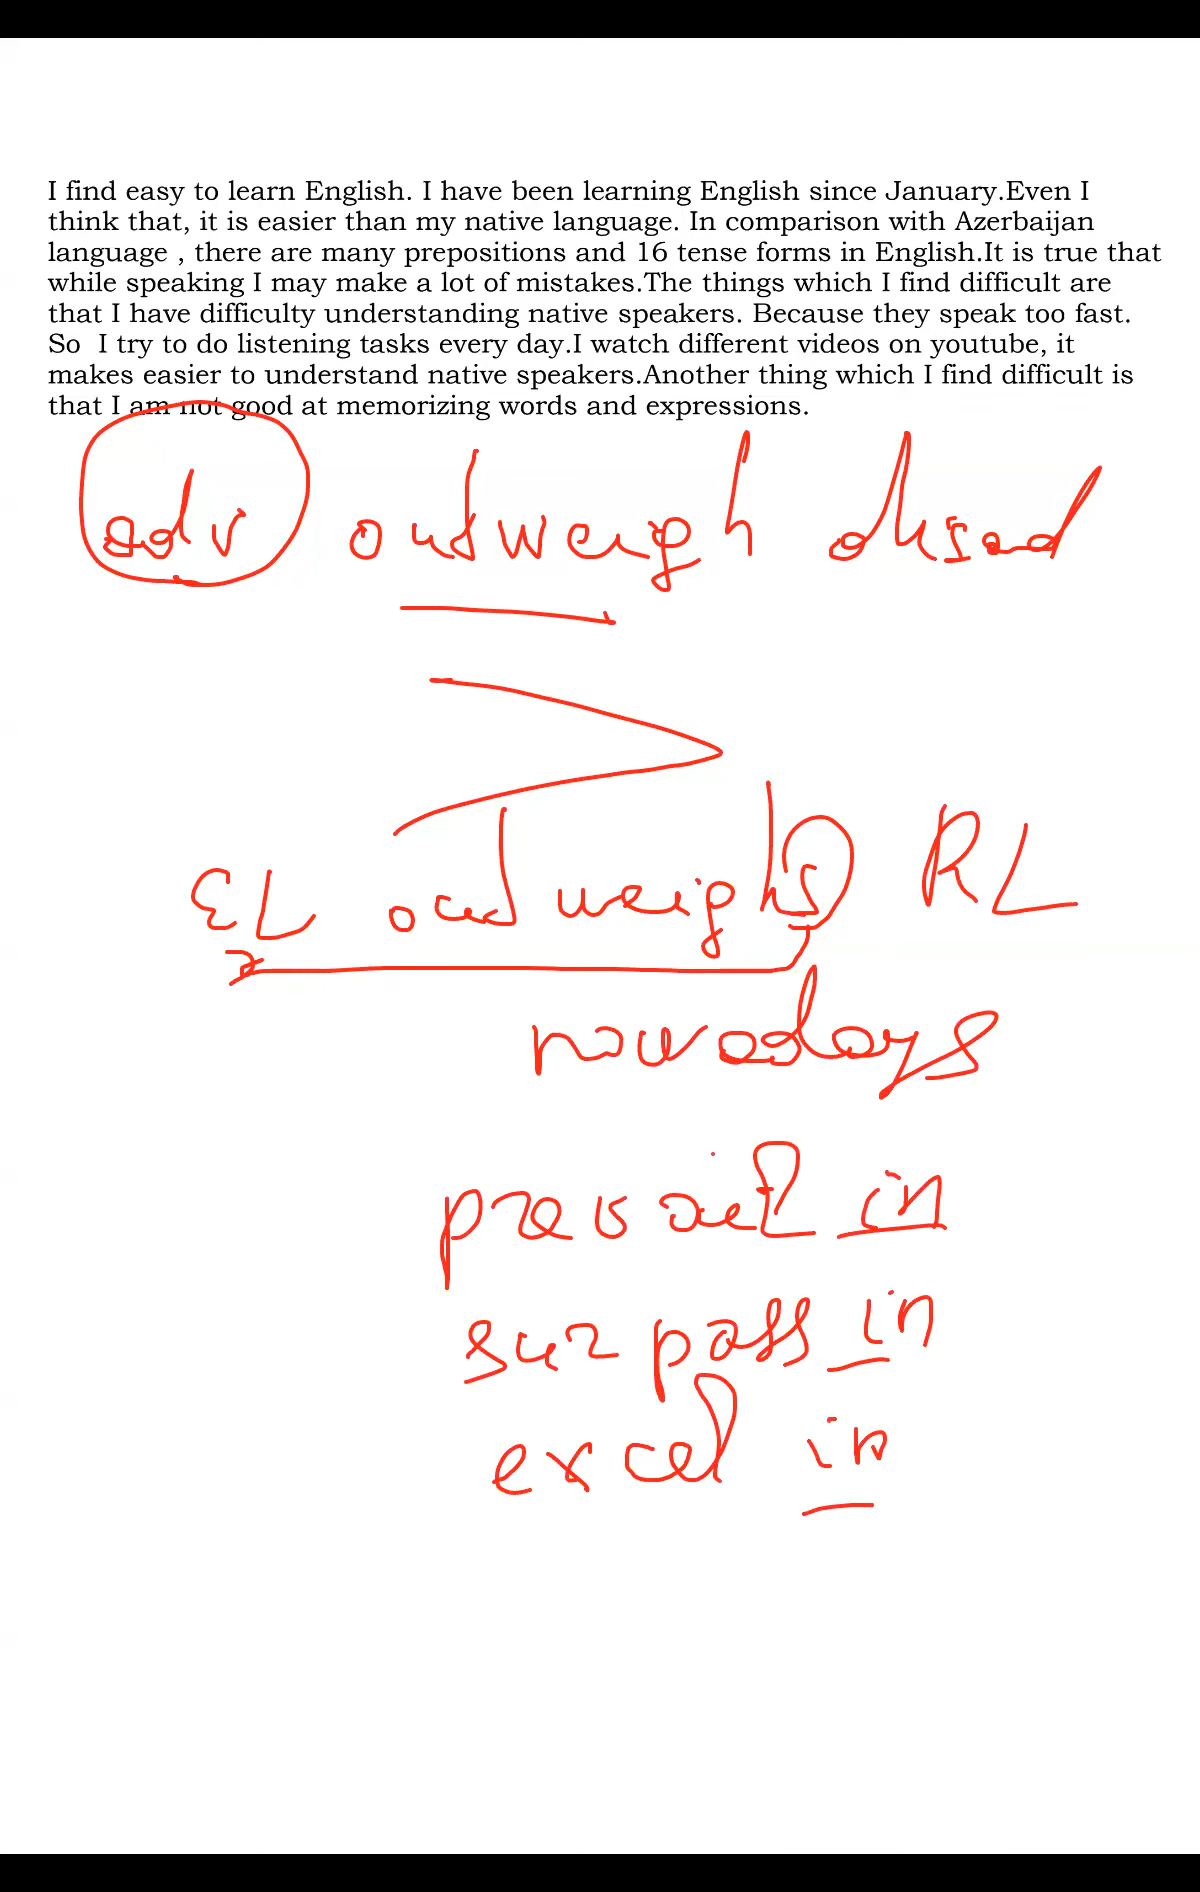 I find easy to learn English. I have been learning English since January.Even I
think that, it is easier than my native language. In comparison with Azerbaijan
language , there are many prepositions and 16 tense forms in English.It is true that
while speaking I may make a lot of mistakes.The things which I find difficult are
that I have difficulty understanding native speakers. Because they speak too fast.
So  I try to do listening tasks every day.I watch different videos on youtube, it
makes easier to understand native speakers.Another thing which I find difficult is
that I am not good at memorizing words and expressions.
adv outweigh disad
>
EL outweighs RL
nowadays
prevail in
surpass in
excel in